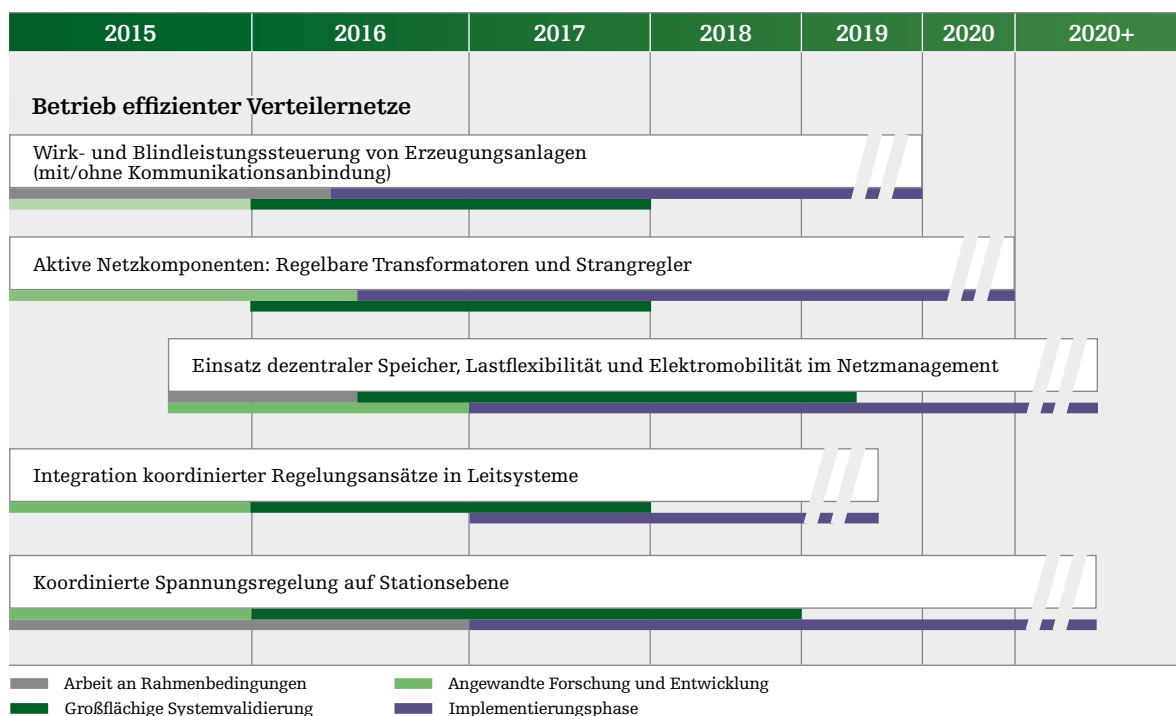 2015 2016 2017 2018 2019 2020 2020+
Betrieb effizienter Verteilernetze
Wirk- und Blindleistungssteuerung von Erzeugungsanlagen
(mit/ohne Kommunikationsanbindung)
Aktive Netzkomponenten: Regelbare Transformatoren und Strangregler
Einsatz dezentraler Speicher, Lastflexibilität und Elektromobilität im Netzmanagement
Integration koordinierter Regelungsansätze in Leitsysteme
Koordinierte Spannungsregelung auf Stationsebene
Arbeit an Rahmenbedingungen
Angewandte Forschung und Entwicklung
Großflächige Systemvalidierung
Implementierungsphase